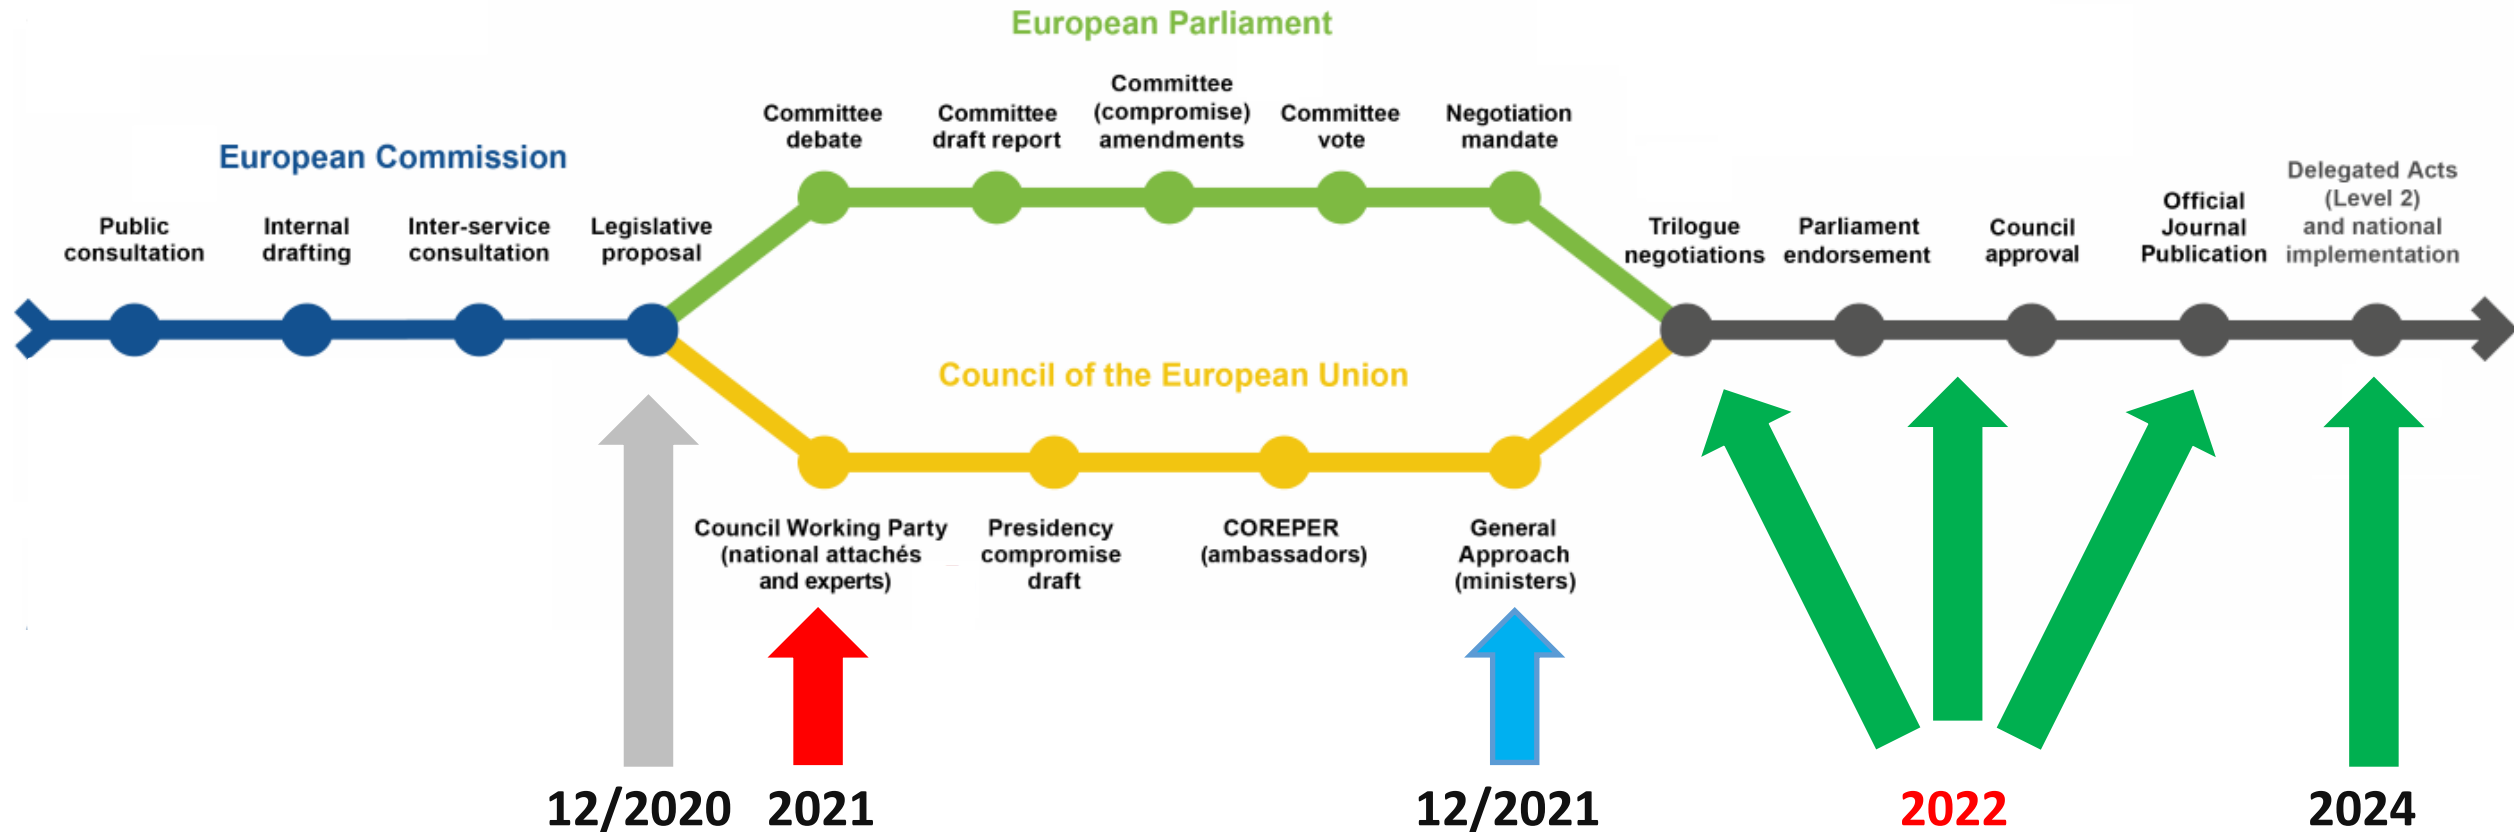 European Parliament
Committee
debate
Committee
draft report
Committee
(compromise)
amendments
Committee
vote
Negotiation
mandate
European Commission
Public
consultation
Internal
drafting
Inter-service
consultation
Legislative
proposal
Trilogue
negotiations
Parliament
endorsement
Council
approval
Official
Journal
Publication
Delegated Acts
(Level 2)
and national
implementation
Council of the European Union
Council Working Party
(national attachés
and experts)
Presidency
compromise
draft
COREPER
(ambassadors)
General
Approach
(ministers)
12/2020
2021
12/2021
2022
2024